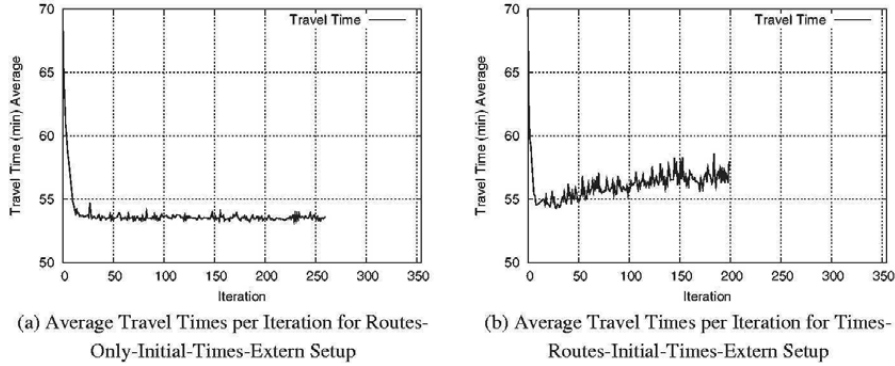 70
65
60
55
50
Travel Time (min) Average
Travel Time
0 50 100 150 200 250 300 350
Iteration
(a) Average Travel Times per Iteration for Routes-
Only-Initial-Times-Extern Setup
70
65
60
55
50
Travel Time (min) Average
Travel Time
0 50 100 150 200 250 300 350
Iteration
(b) Average Travel Times per Iteration for Times-
Routes-Initial-Times-Extern Setup